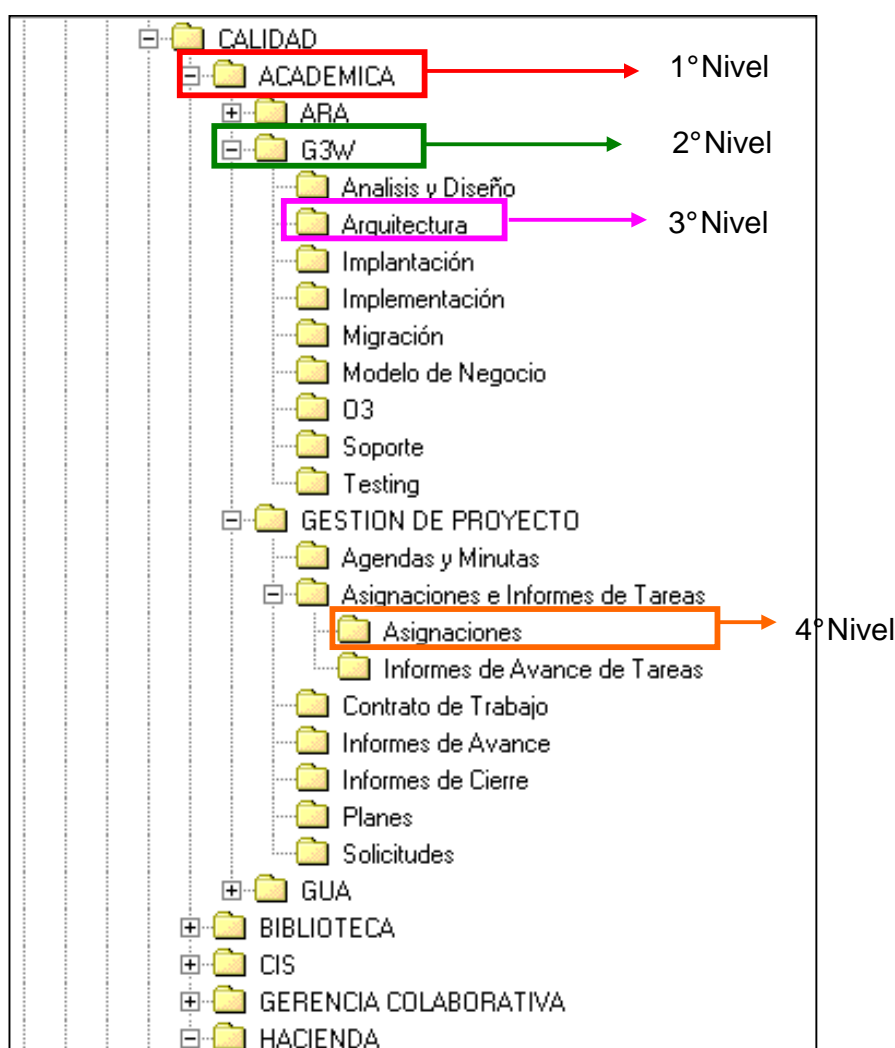 CALIDAD
ACADEMICA 1° Nivel
ARA
G3W 2° Nivel
Analisis y Diseño
Arquitectura 3° Nivel
Implantación
Implementación
Migración
Modelo de Negocio
O3
Soporte
Testing
GESTION DE PROYECTO
Agendas y Minutas
Asignaciones e Informes de Tareas
Asignaciones 4° Nivel
Informes de Avance de Tareas
Contrato de Trabajo
Informes de Avance
Informes de Cierre
Planes
Solicitudes
GUA
BIBLIOTECA
CIS
GERENCIA COLABORATIVA
HACIENDA